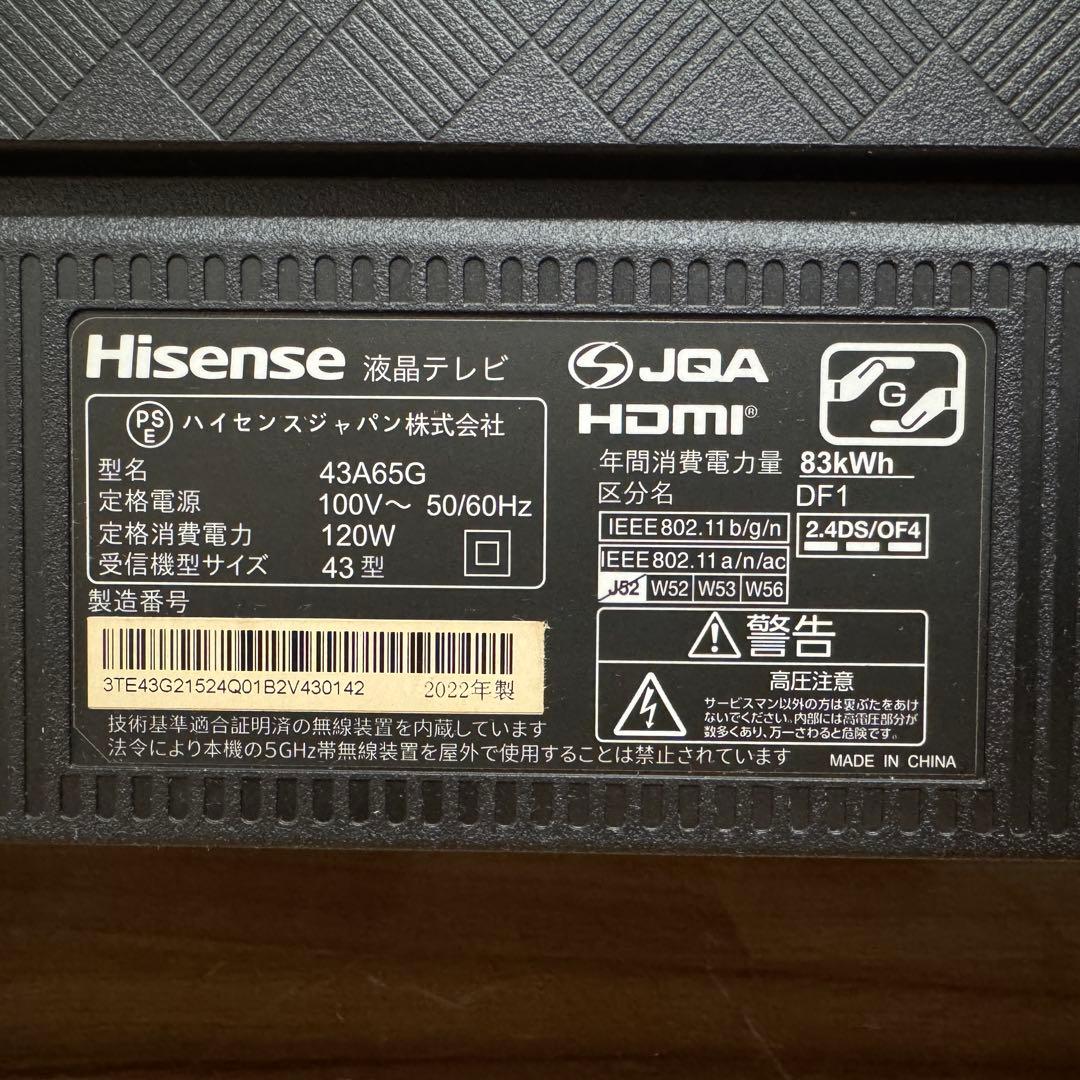 Hisense 液晶テレビ
PSE ハイセンスジャパン株式会社
型名 43A65G
定格電源 100V～ 50/60Hz
定格消費電力 120W
受信機型サイズ 43型
製造番号
3TE43G21524Q01B2V430142 2022年製
技術基準適合証明済の無線装置を内蔵しています
法令により本機の5GHz帯無線装置を屋外で使用することは禁止されています
JQA
HDMI®
G
年間消費電力量 83kWh
区分名 DF1
IEEE802.11b/g/n 2.4DS/OF4
IEEE802.11a/n/ac
J52 W52 W53 W56
警告
高圧注意
サービスマン以外の方は裏ぶたをあけ
ないでください。内部には高電圧部分が
数多くあり、万一さわると危険です。
MADE IN CHINA